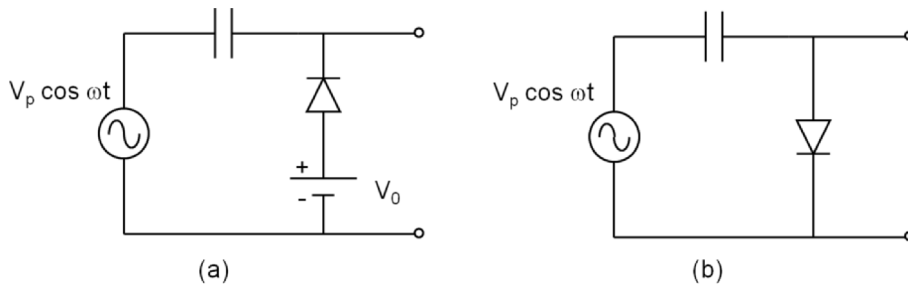 V_p cos ωt
+
-
V_0
(a)
V_p cos ωt
(b)